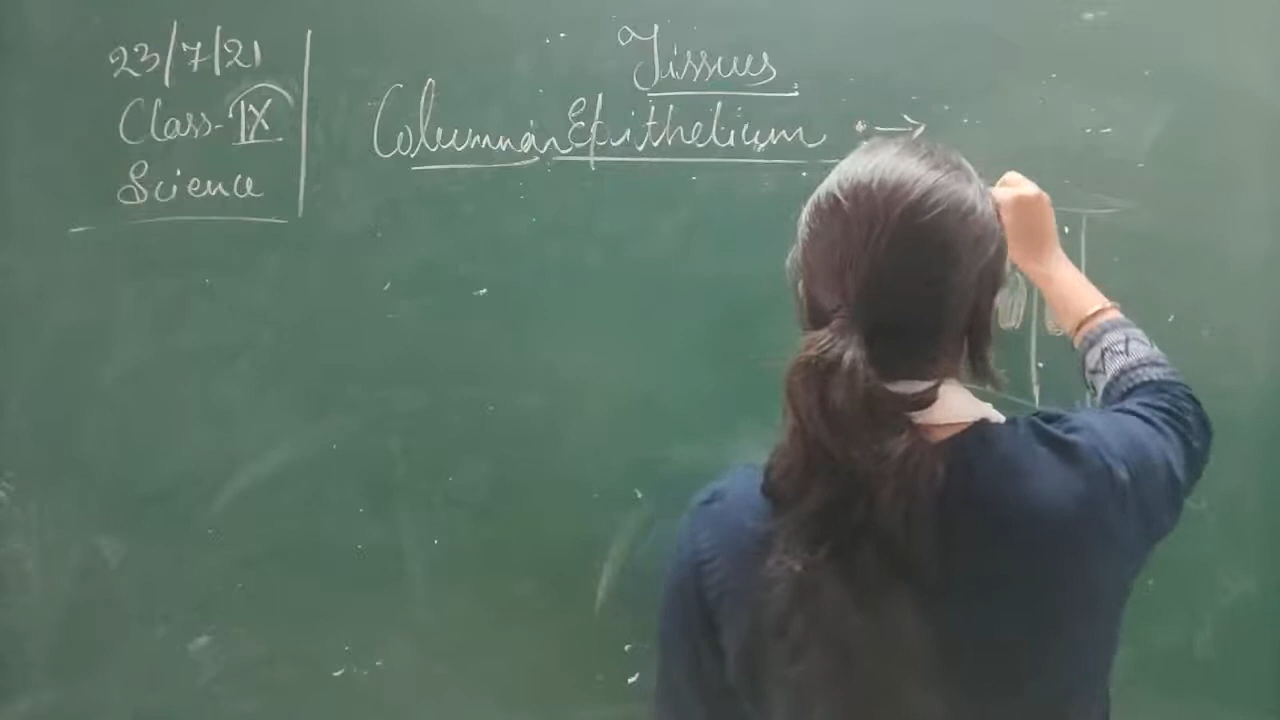 23/7/21
Class-IX
Science
Tissues
Columnar Epithelium →